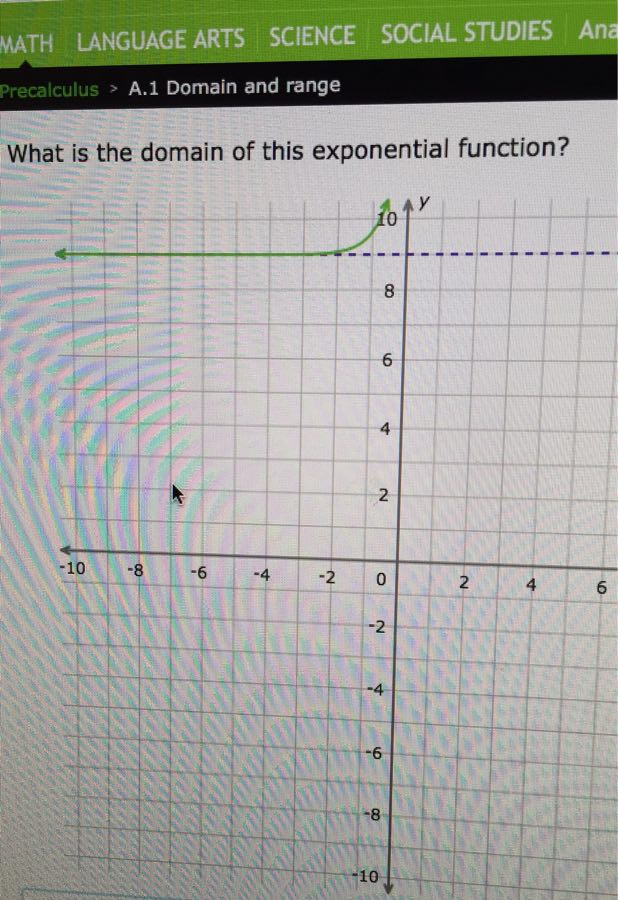 MATH LANGUAGE ARTS SCIENCE SOCIAL STUDIES Ana
Precalculus > A.1 Domain and range
What is the domain of this exponential function?
y
10
8
6
4
2
-10 -8 -6 -4 -2 0 2 4 6
-2
-4
-6
-8
-10